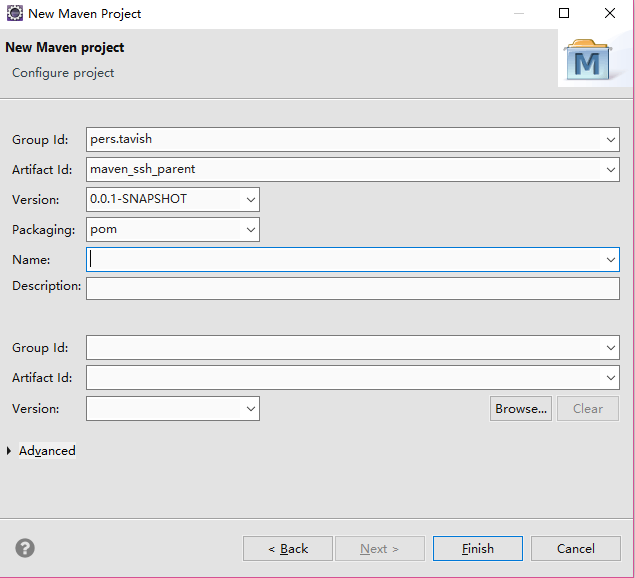 New Maven Project
New Maven project
Configure project
M
Group Id: pers.tavish
Artifact Id: maven_ssh_parent
Version: 0.0.1-SNAPSHOT
Packaging: pom
Name:
Description:
Group Id:
Artifact Id:
Version: Browse... Clear
Advanced
? < Back Next > Finish Cancel